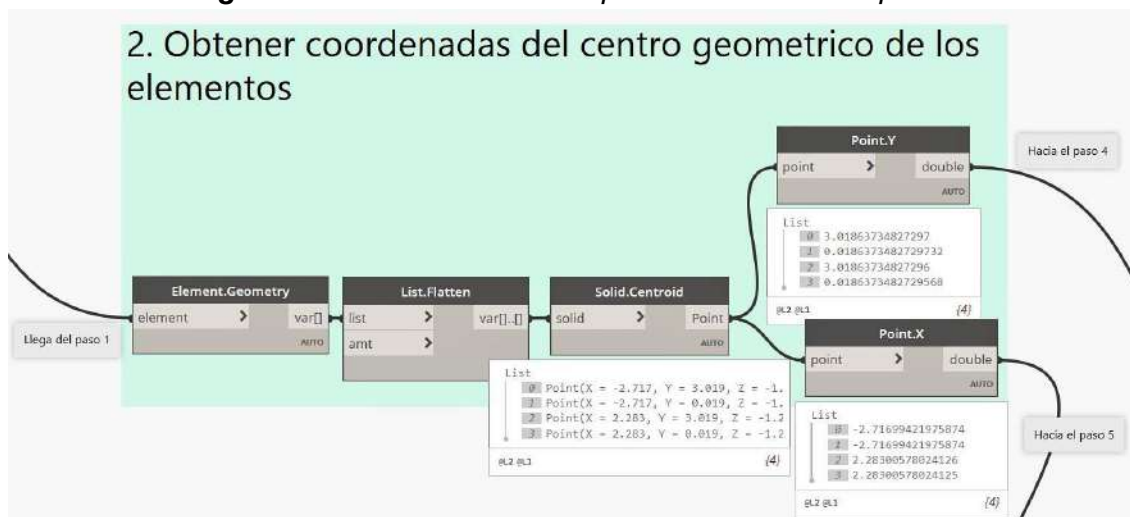 2. Obtener coordenadas del centro geometrico de los
elementos
Point.Y
point > double
AUTO
Hacia el paso 4
List
0 3.01863734827297
1 0.0186373482729732
2 3.01863734827296
3 0.0186373482729568
@L2 @L1 {4}
Element.Geometry
element > var[]
AUTO
Llega del paso 1
List.Flatten
list > var[]..[]
amt >
Solid.Centroid
solid > Point
AUTO
List
0 Point(X = -2.717, Y = 3.019, Z = -1.
1 Point(X = -2.717, Y = 0.019, Z = -1.
2 Point(X = 2.283, Y = 3.019, Z = -1.2
3 Point(X = 2.283, Y = 0.019, Z = -1.2
@L2 @L1 {4}
Point.X
point > double
AUTO
List
0 -2.71699421975874
1 -2.71699421975874
2 2.28300578024126
3 2.28300578024125
@L2 @L1 {4}
Hacia el paso 5